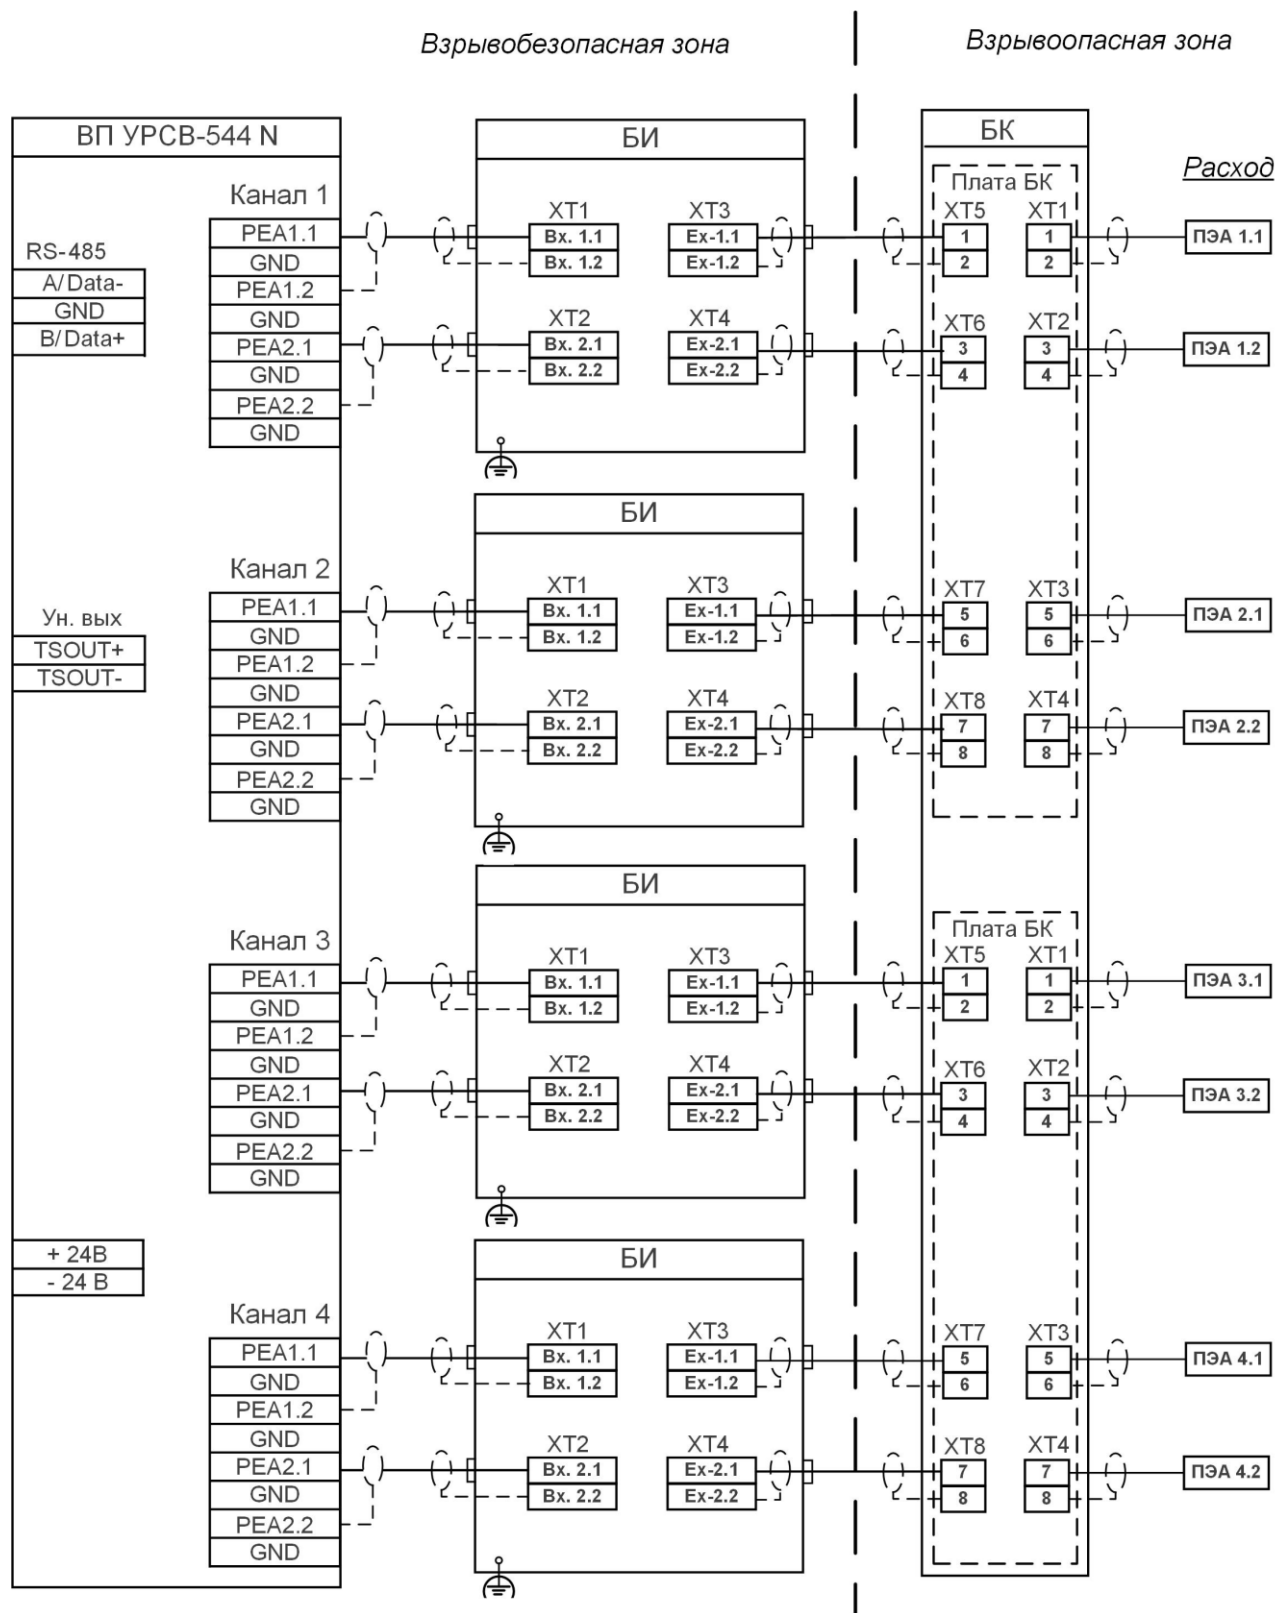 Взрывобезопасная зона
Взрывоопасная зона
ВП УРСВ-544 N
RS-485
A/Data-
GND
B/Data+
Ун. вых
TSOUT+
TSOUT-
+ 24В
- 24 В
Канал 1
PEA1.1
GND
PEA1.2
GND
PEA2.1
GND
PEA2.2
GND
Канал 2
PEA1.1
GND
PEA1.2
GND
PEA2.1
GND
PEA2.2
GND
Канал 3
PEA1.1
GND
PEA1.2
GND
PEA2.1
GND
PEA2.2
GND
Канал 4
PEA1.1
GND
PEA1.2
GND
PEA2.1
GND
PEA2.2
GND
БИ
XT1
Вх. 1.1
Вх. 1.2
XT2
Вх. 2.1
Вх. 2.2
XT3
Ex-1.1
Ex-1.2
XT4
Ex-2.1
Ex-2.2
БИ
XT1
Вх. 1.1
Вх. 1.2
XT2
Вх. 2.1
Вх. 2.2
XT3
Ex-1.1
Ex-1.2
XT4
Ex-2.1
Ex-2.2
БИ
XT1
Вх. 1.1
Вх. 1.2
XT2
Вх. 2.1
Вх. 2.2
XT3
Ex-1.1
Ex-1.2
XT4
Ex-2.1
Ex-2.2
БИ
XT1
Вх. 1.1
Вх. 1.2
XT2
Вх. 2.1
Вх. 2.2
XT3
Ex-1.1
Ex-1.2
XT4
Ex-2.1
Ex-2.2
БК
Плата БК
XT5
1
2
XT6
3
4
XT7
5
6
XT8
7
8
XT1
1
2
XT2
3
4
XT3
5
6
XT4
7
8
Плата БК
XT5
1
2
XT6
3
4
XT7
5
6
XT8
7
8
XT1
1
2
XT2
3
4
XT3
5
6
XT4
7
8
Расход
ПЭА 1.1
ПЭА 1.2
ПЭА 2.1
ПЭА 2.2
ПЭА 3.1
ПЭА 3.2
ПЭА 4.1
ПЭА 4.2